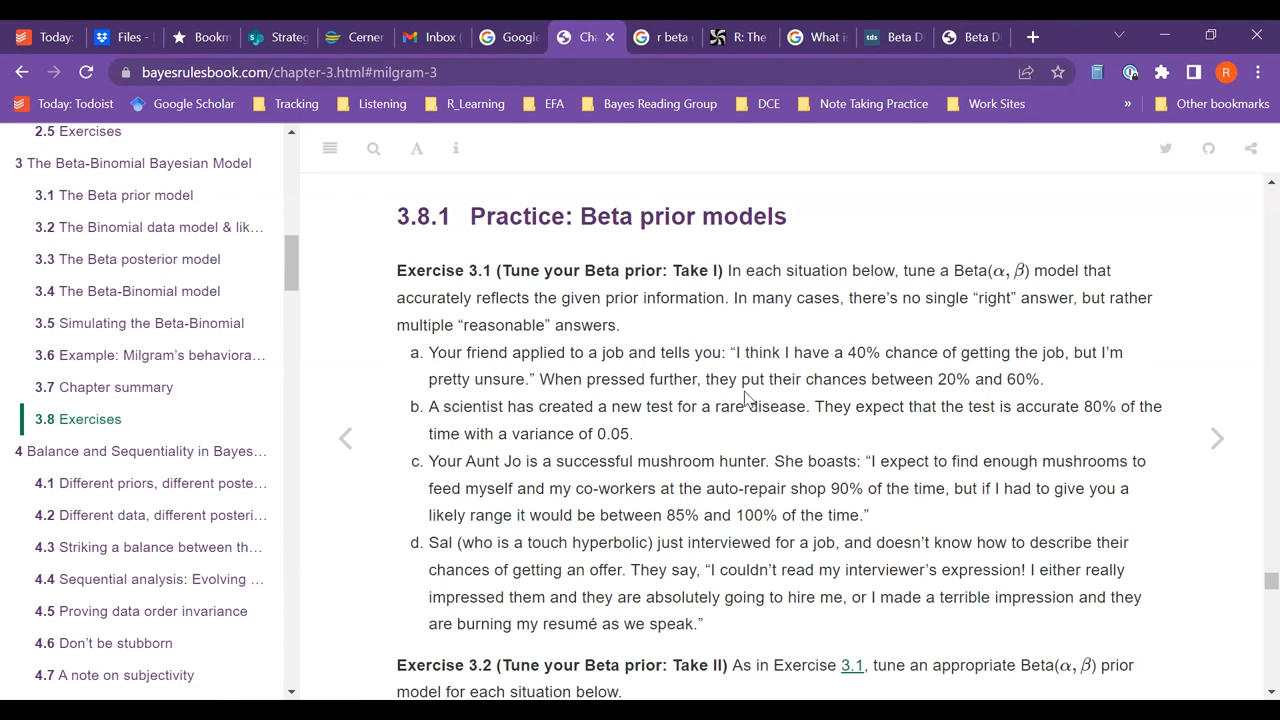 Today:
Files -
Bookm
Strateg
Cerner
Inbox (
Google
Cha
r beta
R: The
What i
tds
Beta D
Beta Di
bayesrulesbook.com/chapter-3.html#milgram-3
R
Today: Todoist
Google Scholar
Tracking
Listening
R_Learning
EFA
Bayes Reading Group
DCE
Note Taking Practice
Work Sites
»
Other bookmarks
2.5 Exercises
3 The Beta-Binomial Bayesian Model
3.1 The Beta prior model
3.2 The Binomial data model & lik...
3.3 The Beta posterior model
3.4 The Beta-Binomial model
3.5 Simulating the Beta-Binomial
3.6 Example: Milgram's behaviora...
3.7 Chapter summary
3.8 Exercises
4 Balance and Sequentiality in Bayes...
4.1 Different priors, different poste...
4.2 Different data, different posteri...
4.3 Striking a balance between th...
4.4 Sequential analysis: Evolving ...
4.5 Proving data order invariance
4.6 Don't be stubborn
4.7 A note on subjectivity
A
i
3.8.1 Practice: Beta prior models
Exercise 3.1 (Tune your Beta prior: Take I) In each situation below, tune a Beta(α, β) model that
accurately reflects the given prior information. In many cases, there's no single “right” answer, but rather
multiple “reasonable” answers.
a. Your friend applied to a job and tells you: “I think I have a 40% chance of getting the job, but I'm
pretty unsure.” When pressed further, they put their chances between 20% and 60%.
b. A scientist has created a new test for a rare disease. They expect that the test is accurate 80% of the
time with a variance of 0.05.
c. Your Aunt Jo is a successful mushroom hunter. She boasts: “I expect to find enough mushrooms to
feed myself and my co-workers at the auto-repair shop 90% of the time, but if I had to give you a
likely range it would be between 85% and 100% of the time.”
d. Sal (who is a touch hyperbolic) just interviewed for a job, and doesn't know how to describe their
chances of getting an offer. They say, “I couldn't read my interviewer's expression! I either really
impressed them and they are absolutely going to hire me, or I made a terrible impression and they
are burning my resumé as we speak.”
Exercise 3.2 (Tune your Beta prior: Take II) As in Exercise 3.1, tune an appropriate Beta(α, β) prior
model for each situation below.